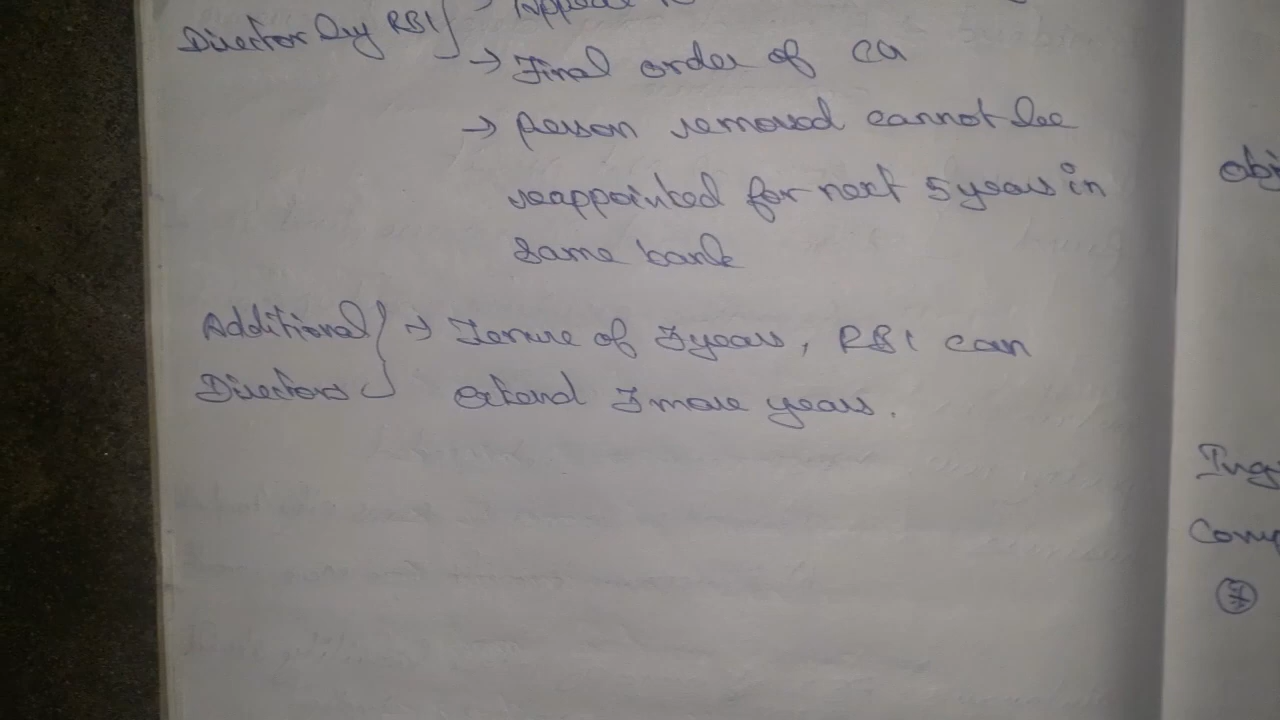 Director by RBI } →
→ Final order of CG
→ Person removed cannot be
reappointed for next 5 years in
same bank
Additional } → Tenure of 3 years, RBI can
Directors extend 3 more years.